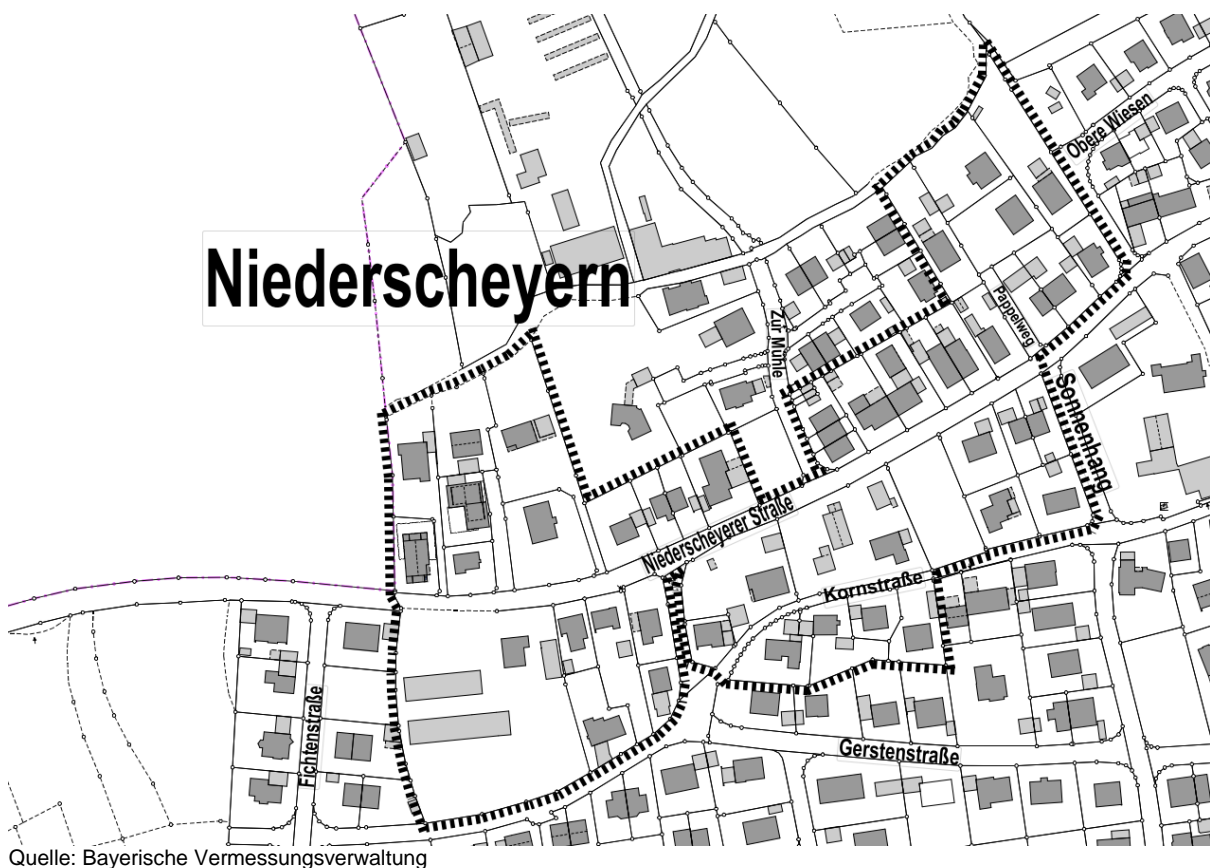 Obere Wiesen
Niederscheyern
Pappelweg
Zur Mühle
Sonnenhang
Niederscheyerer Straße
Kornstraße
Fichtenstraße
Gerstenstraße
Quelle: Bayerische Vermessungsverwaltung